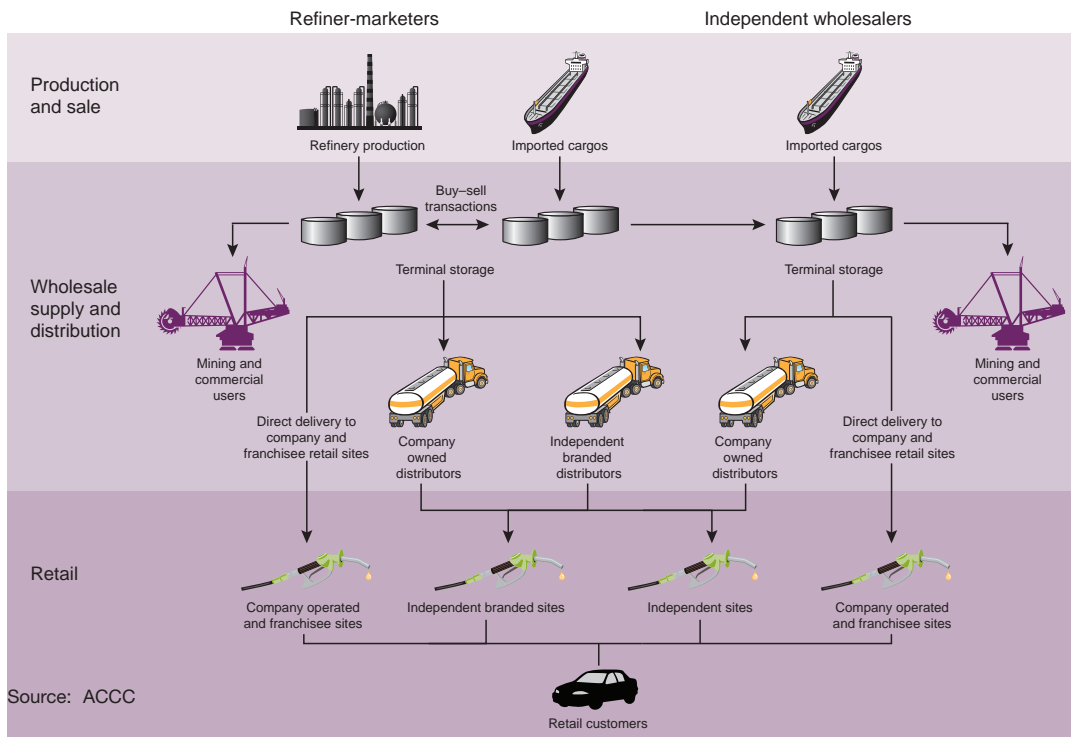 Refiner-marketers
Independent wholesalers
Production
and sale
Refinery production
Imported cargos
Imported cargos
Buy–sell
transactions
Terminal storage
Terminal storage
Wholesale
supply and
distribution
Mining and
commercial
users
Mining and
commercial
users
Direct delivery to
company and
franchisee retail sites
Company
owned
distributors
Independent
branded
distributors
Company
owned
distributors
Direct delivery to
company and
franchisee retail sites
Retail
Company operated
and franchisee sites
Independent branded sites
Independent sites
Company operated
and franchisee sites
Source: ACCC
Retail customers